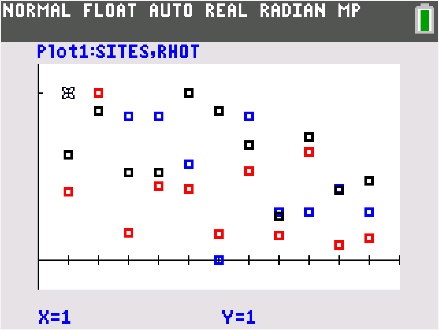 NORMAL FLOAT AUTO REAL RADIAN MP
Plot1:SITES,RHOT
X=1 Y=1